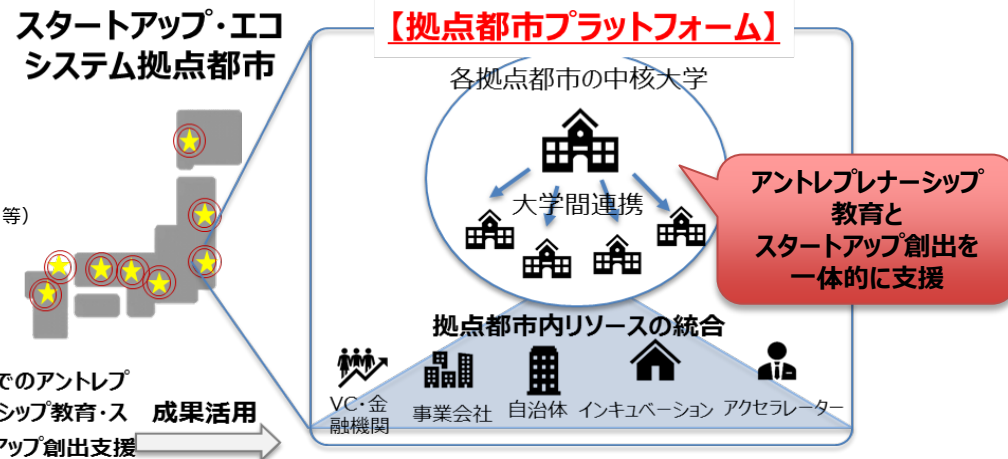 スタートアップ・エコ
システム拠点都市
等）
でのアントレプ
シップ教育・ス
アップ創出支援
成果活用
【拠点都市プラットフォーム】
各拠点都市の中核大学
大学間連携
アントレプレナーシップ
教育と
スタートアップ創出を
一体的に支援
拠点都市内リソースの統合
VC・金
融機関
事業会社
自治体
インキュベーション
アクセラレーター